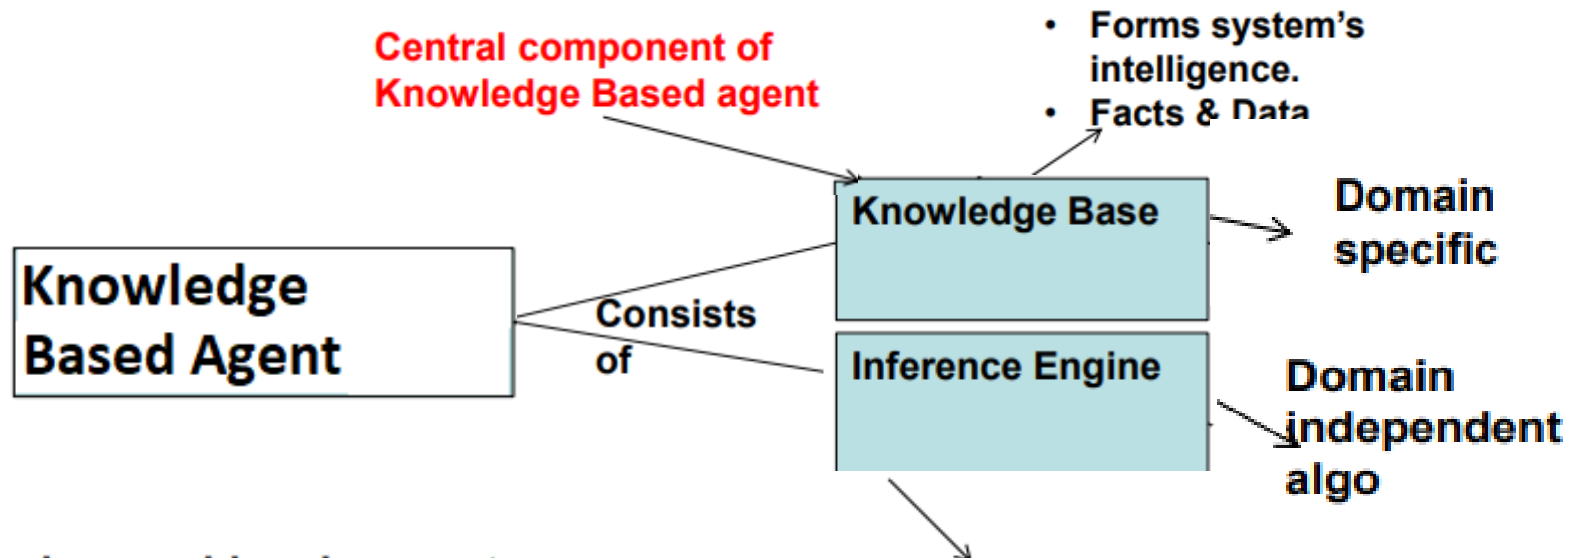 Central component of
Knowledge Based agent
• Forms system's
intelligence.
• Facts & Data
Knowledge Base
Domain
specific
Knowledge
Based Agent
Consists
of
Inference Engine
Domain
independent
algo